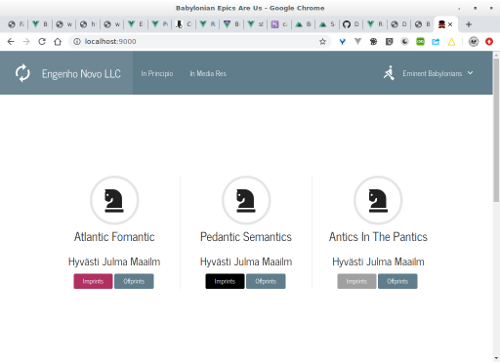 Babylonian Epics Are Us - Google Chrome
localhost:9000
Engenho Novo LLC
In Principio
In Media Res
Eminent Babylonians
Atlantic Fomantic
Pedantic Semantics
Antics In The Pantics
Hyvästi Julma Maailm
Hyvästi Julma Maailm
Hyvästi Julma Maailm
Imprints
Offprints
Imprints
Offprints
Imprints
Offprints